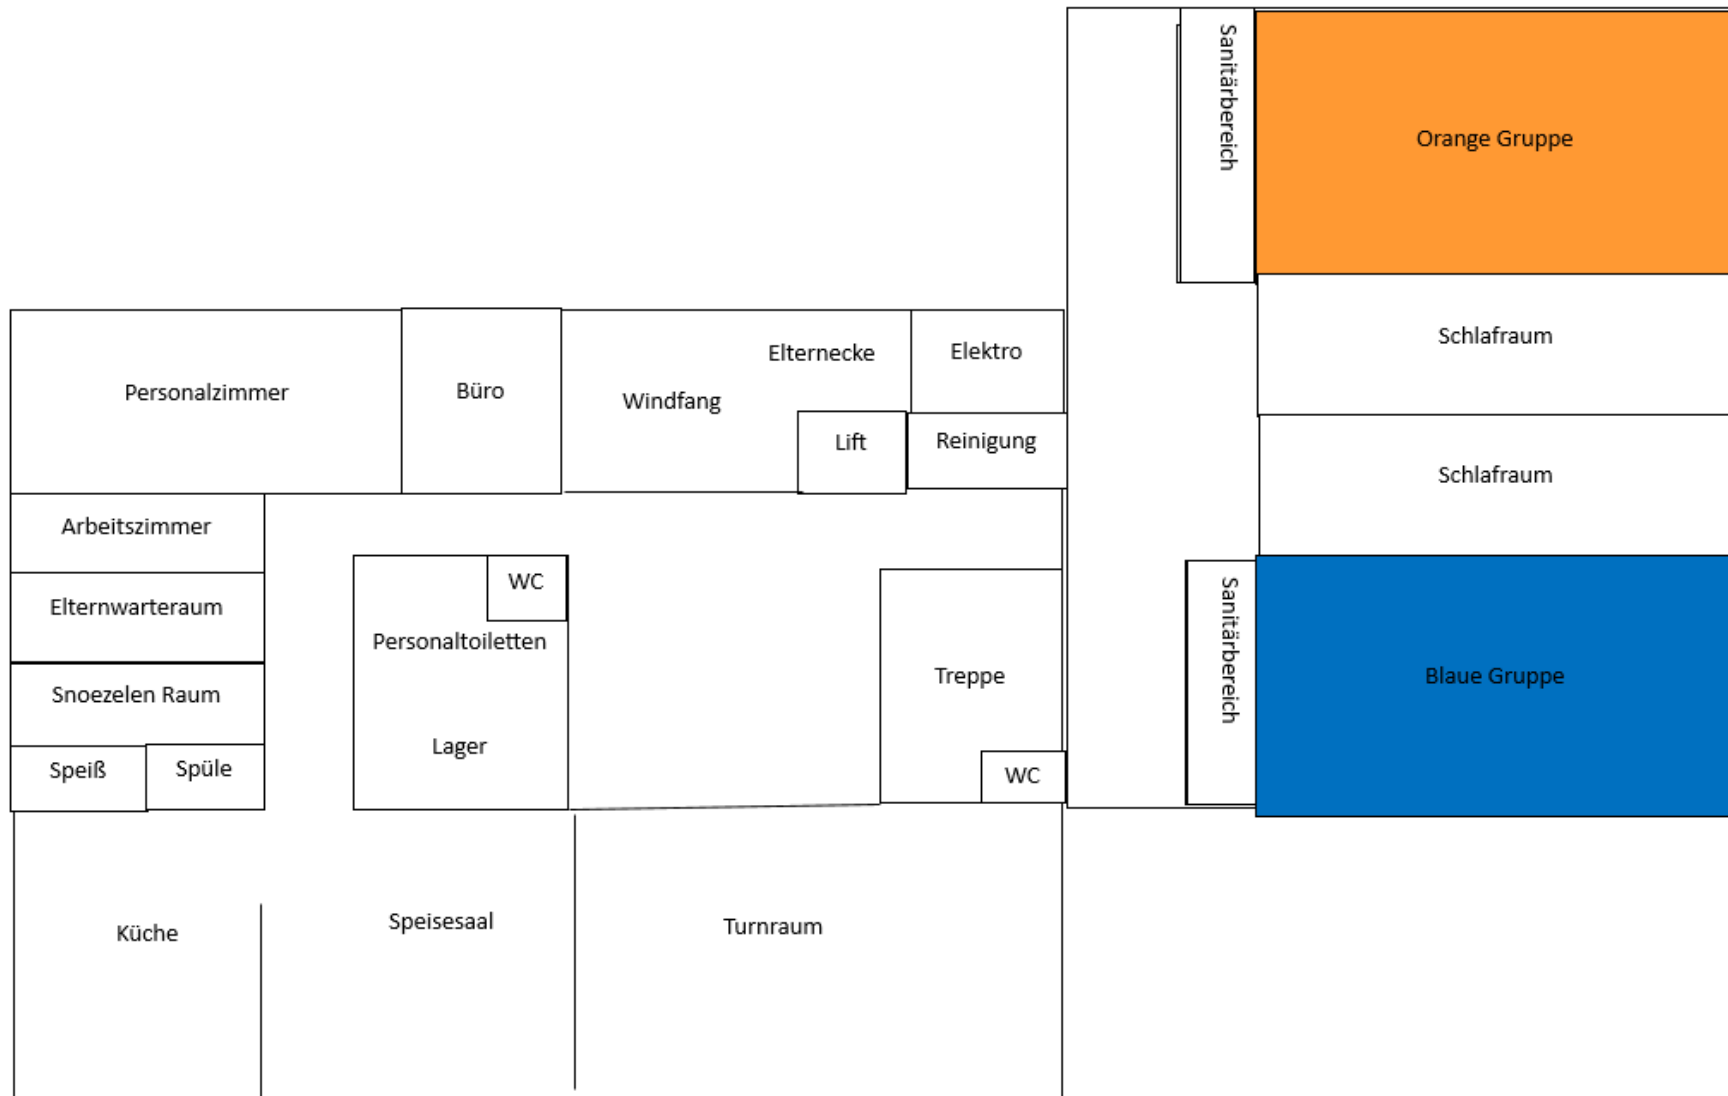 Sanitärbereich
Orange Gruppe
Schlafraum
Elternecke
Elektro
Personalzimmer
Büro
Windfang
Lift
Reinigung
Schlafraum
Arbeitszimmer
WC
Elternwarteraum
Personaltoiletten
Sanitärbereich
Treppe
Blaue Gruppe
Snoezelen Raum
Lager
Speiß
Spüle
WC
Küche
Speisesaal
Turnraum